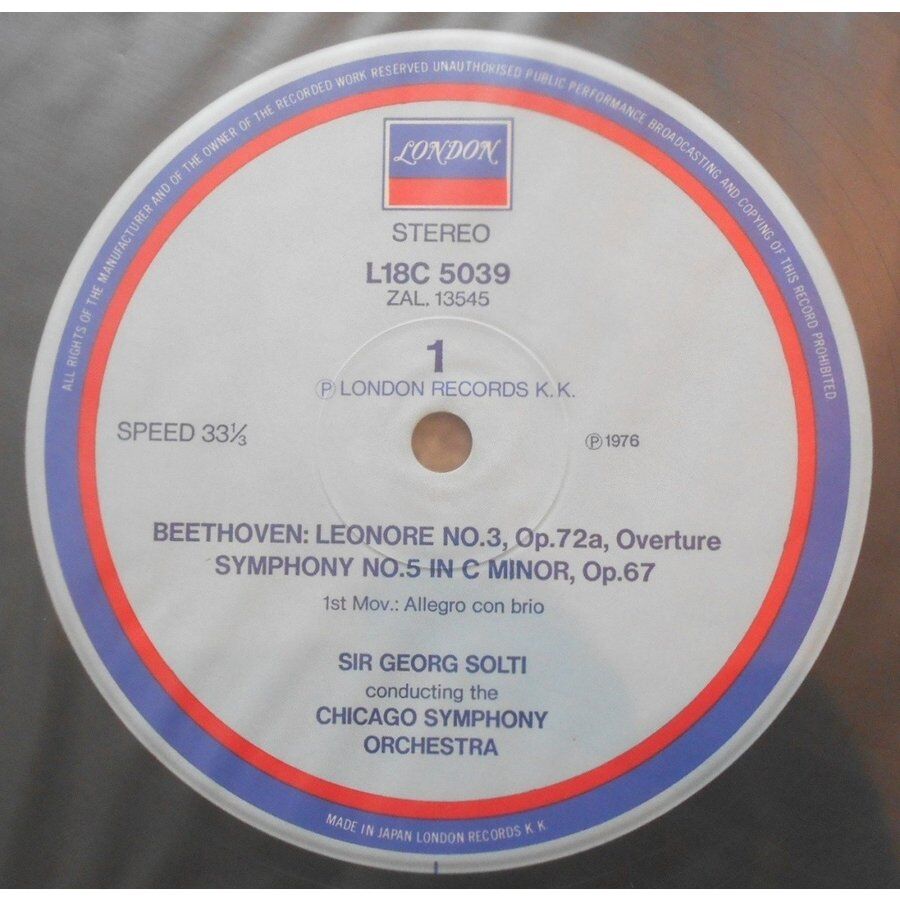 ALL RIGHTS OF THE MANUFACTURER AND OF THE OWNER OF THE RECORDED WORK RESERVED UNAUTHORISED PUBLIC PERFORMANCE BROADCASTING AND COPYING OF THIS RECORD PROHIBITED
LONDON
STEREO
L18C 5039
ZAL. 13545
1
℗ LONDON RECORDS K.K.
SPEED 33⅓
℗ 1976
BEETHOVEN: LEONORE NO.3, Op.72a, Overture
SYMPHONY NO.5 IN C MINOR, Op.67
1st Mov.: Allegro con brio
SIR GEORG SOLTI
conducting the
CHICAGO SYMPHONY
ORCHESTRA
MADE IN JAPAN LONDON RECORDS K.K